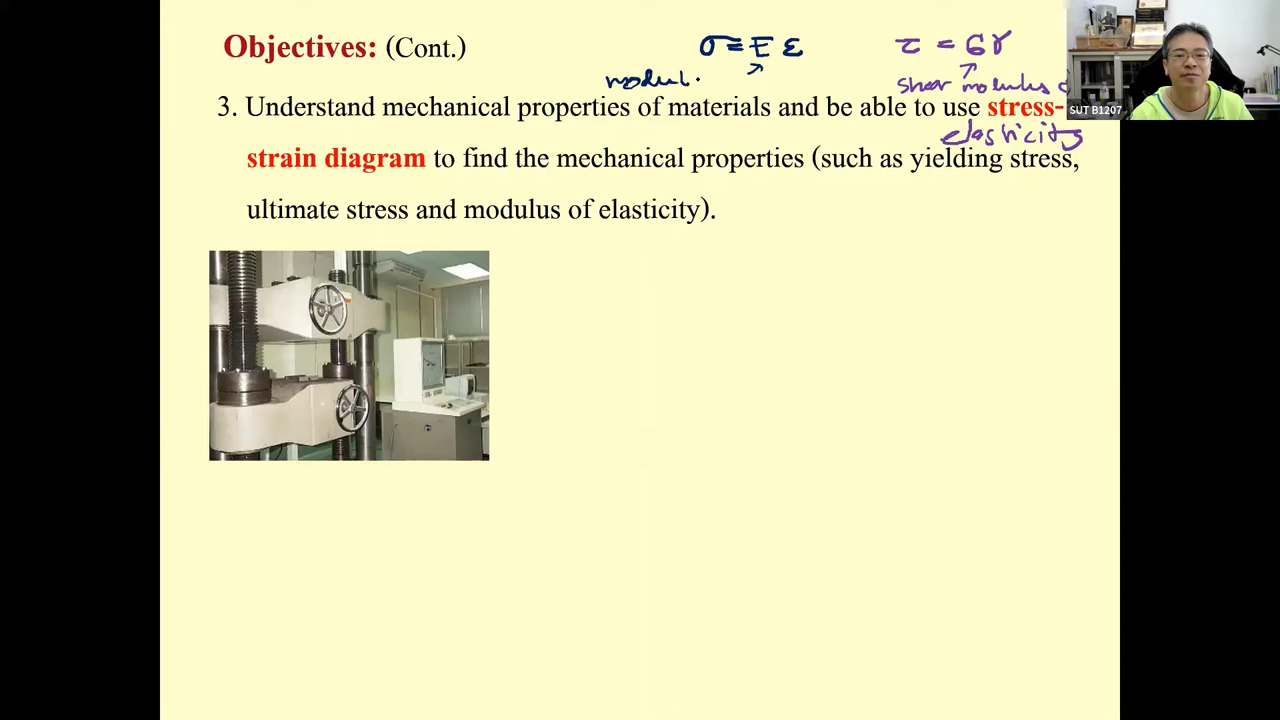 Objectives: (Cont.)
σ = E ε
τ = G γ
modul
shear modulus o
SUT B1207
3. Understand mechanical properties of materials and be able to use stress-
elasticity
strain diagram to find the mechanical properties (such as yielding stress,
ultimate stress and modulus of elasticity).